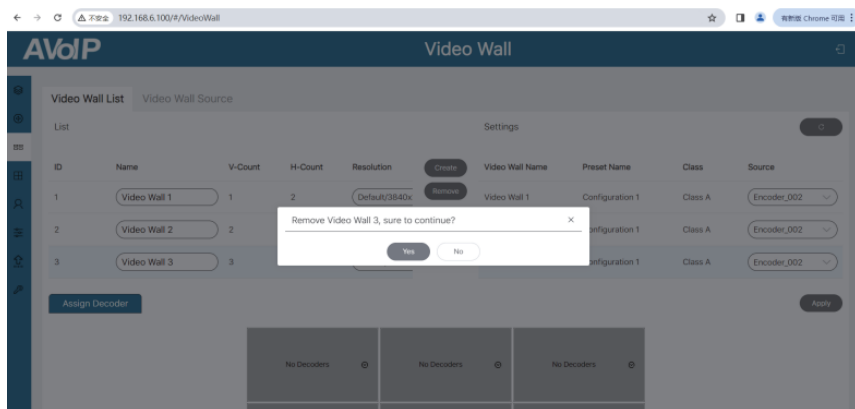 不安全 192.168.6.100/#/VideoWall
有新版 Chrome 可用
AVoIP
Video Wall
Video Wall List Video Wall Source
List Settings
ID Name V-Count H-Count Resolution Create Video Wall Name Preset Name Class Source
1 Video Wall 1 1 2 Default/3840x Remove Video Wall 1 Configuration 1 Class A Encoder_002
Remove Video Wall 3, sure to continue?
2 Video Wall 2 2 onfiguration 1 Class A Encoder_002
Yes No
3 Video Wall 3 3 onfiguration 1 Class A Encoder_002
Assign Decoder Apply
No Decoders No Decoders No Decoders